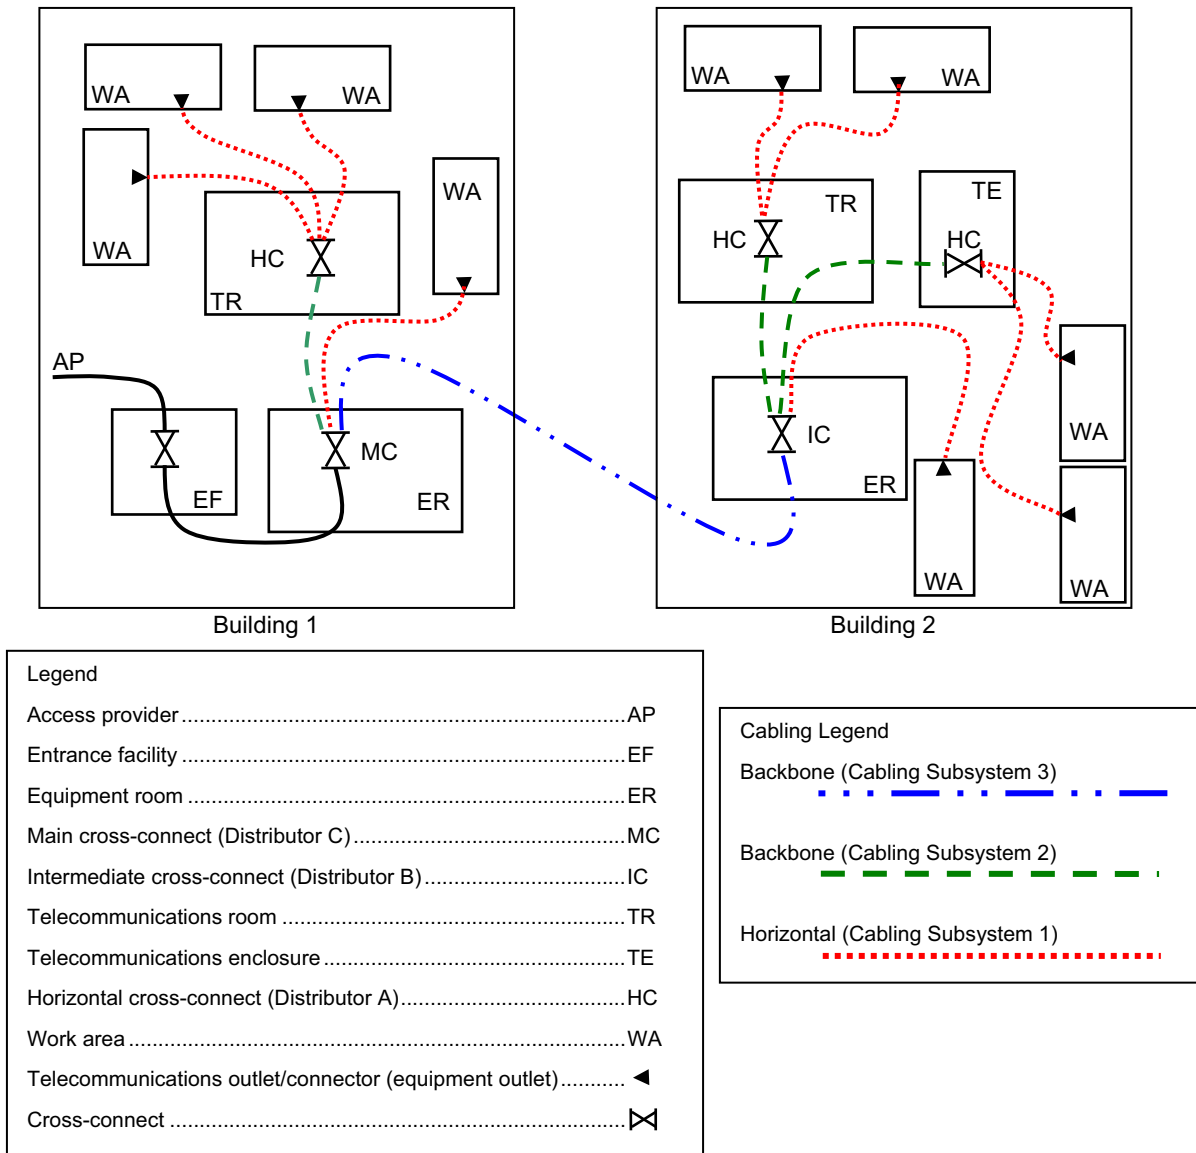 WA
WA
WA
WA
HC
TR
AP
EF
MC
ER
Building 1
WA
WA
TR
HC
TE
HC
IC
ER
WA
WA
WA
Building 2
Legend
Access provider AP
Entrance facility EF
Equipment room ER
Main cross-connect (Distributor C) MC
Intermediate cross-connect (Distributor B) IC
Telecommunications room TR
Telecommunications enclosure TE
Horizontal cross-connect (Distributor A) HC
Work area WA
Telecommunications outlet/connector (equipment outlet)
Cross-connect
Cabling Legend
Backbone (Cabling Subsystem 3)
Backbone (Cabling Subsystem 2)
Horizontal (Cabling Subsystem 1)